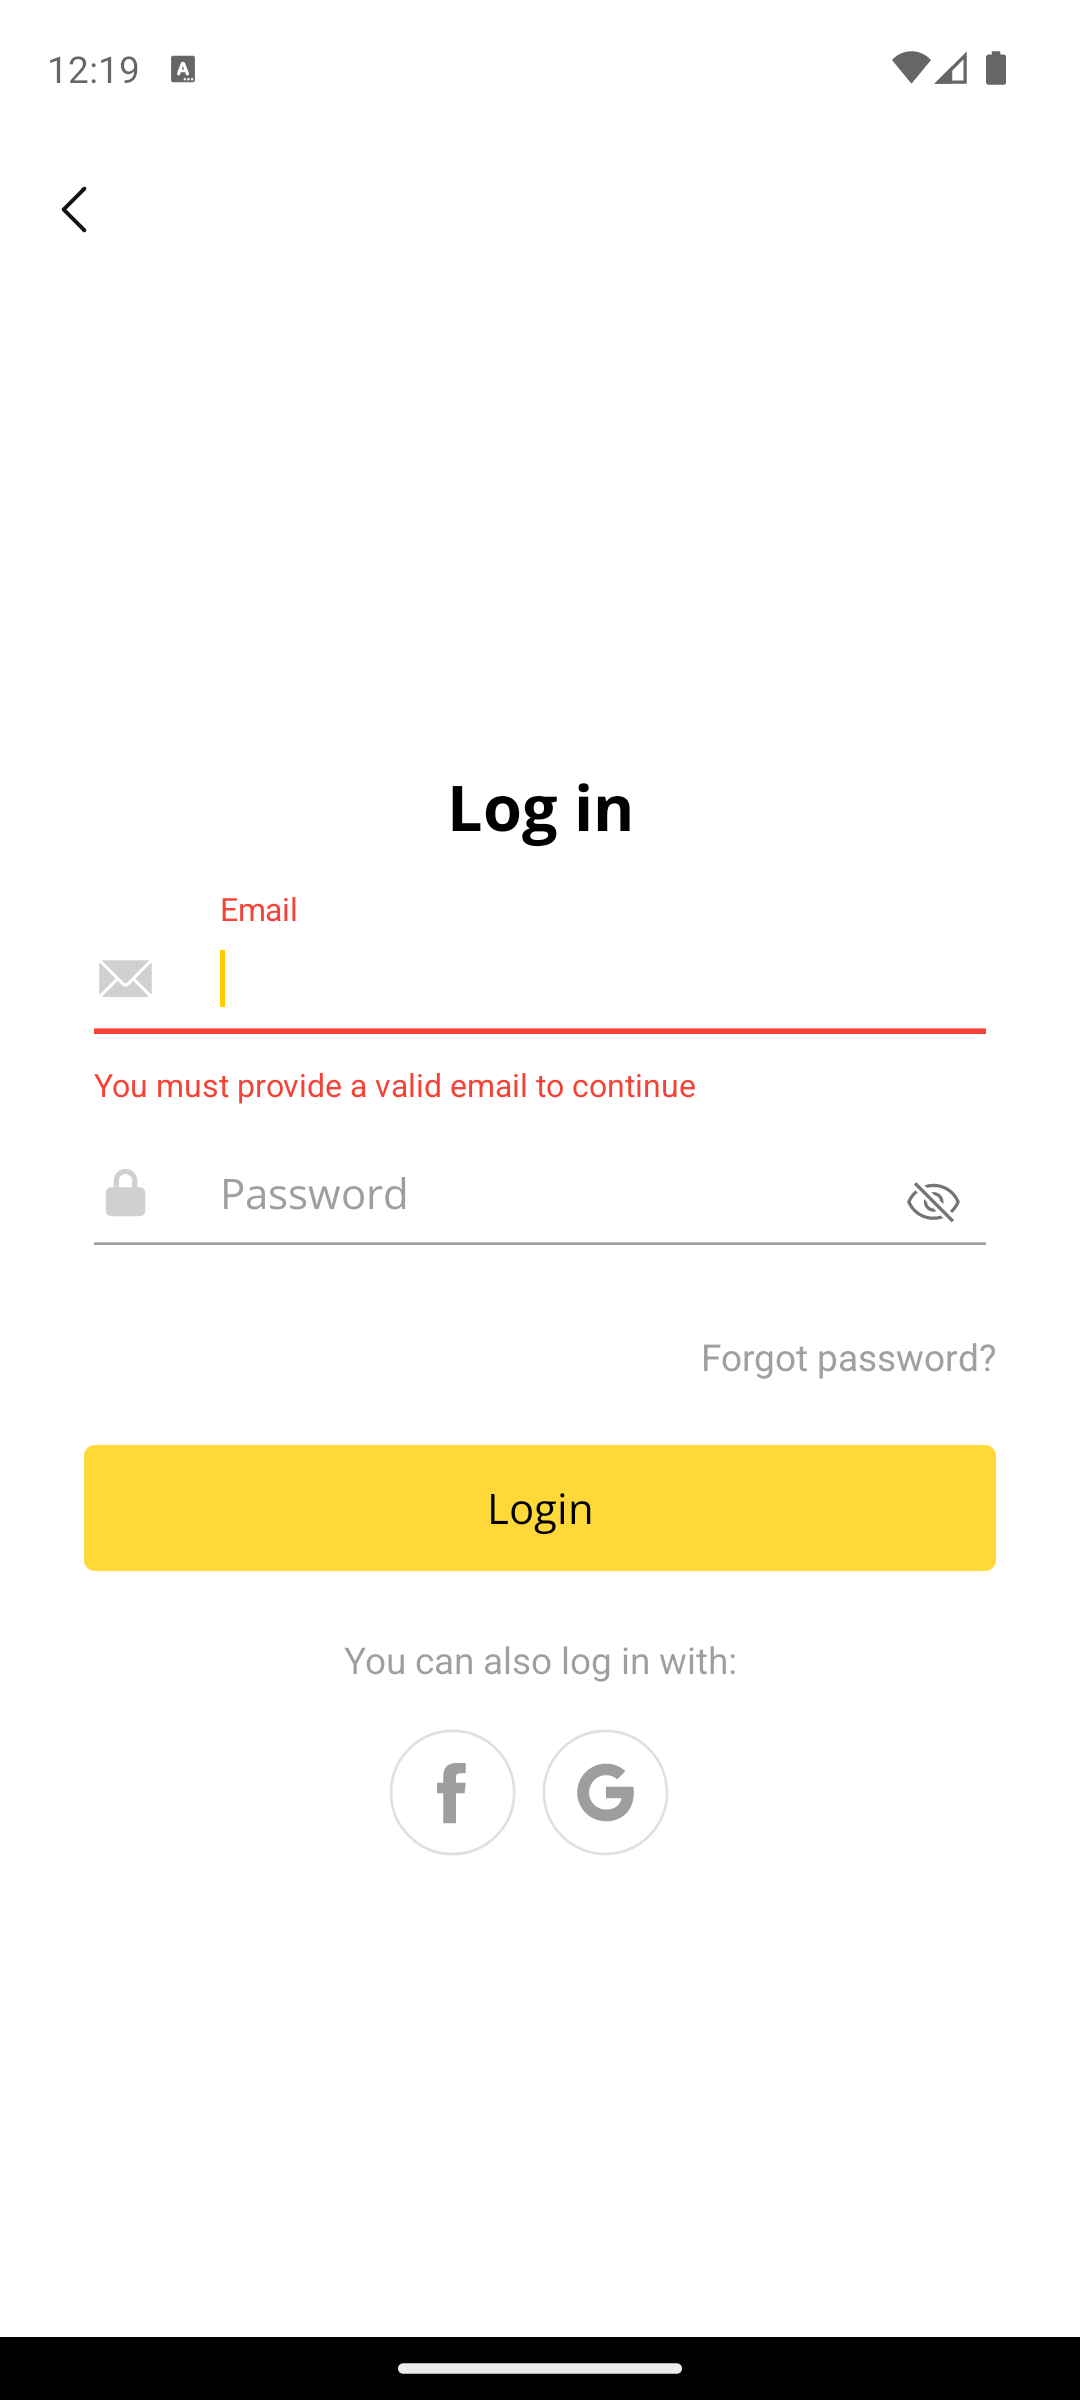 12:19
Log in
Email
You must provide a valid email to continue
Password
Forgot password?
Login
You can also log in with: